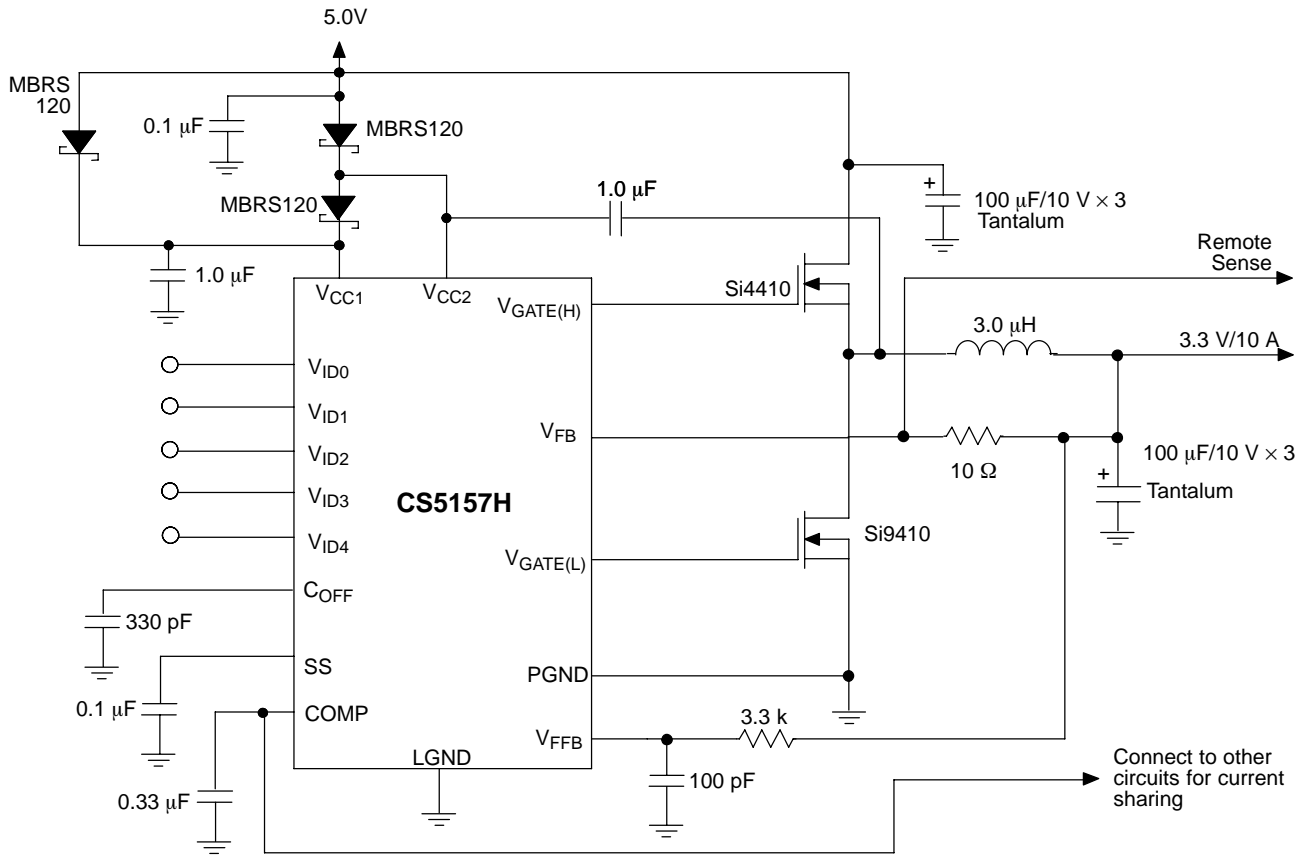 5.0V
MBRS
120
0.1 μF
MBRS120
MBRS120
1.0 μF
100 μF/10 V × 3
Tantalum
Remote
Sense
1.0 μF
VCC1
VCC2
VGATE(H)
Si4410
3.0 μH
3.3 V/10 A
VID0
VID1
VFB
VID2
10 Ω
100 μF/10 V × 3
Tantalum
VID3
CS5157H
VID4
VGATE(L)
Si9410
COFF
330 pF
SS
PGND
0.1 μF
COMP
3.3 k
VFFB
LGND
100 pF
0.33 μF
Connect to other
circuits for current
sharing